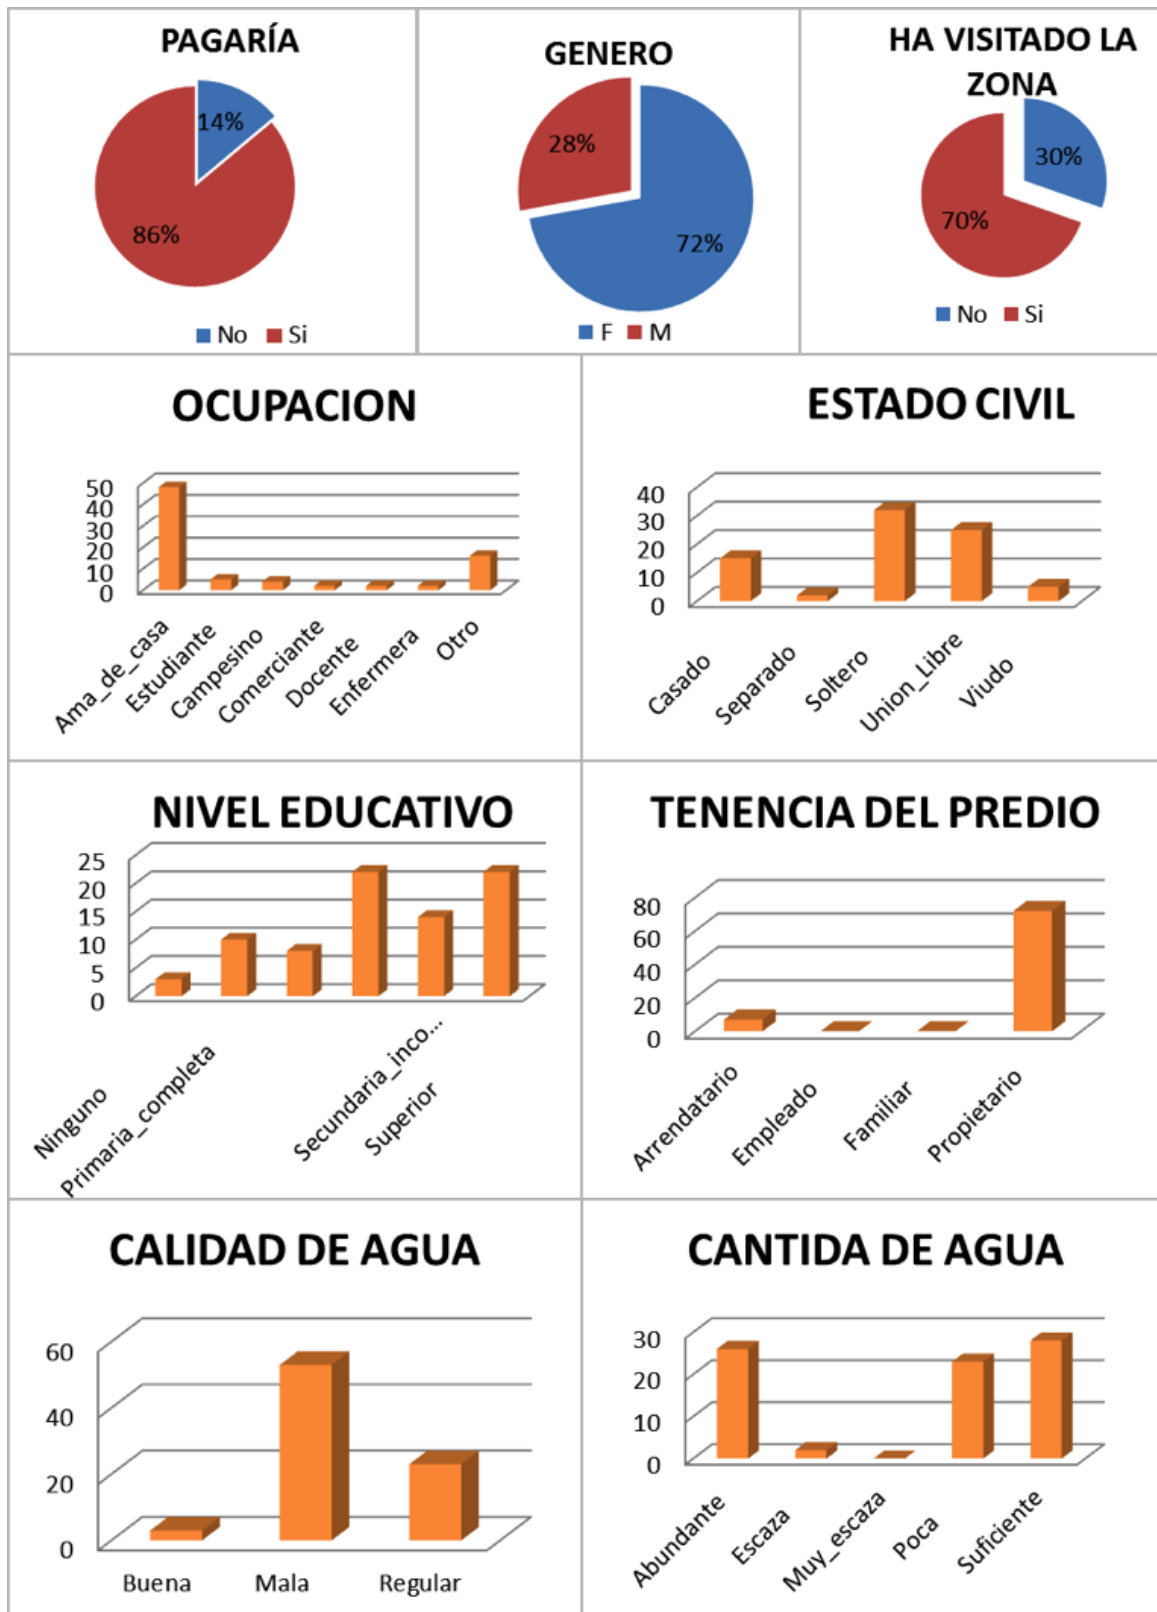 PAGARÍA
14%
86%
No Si
GENERO
28%
72%
F M
HA VISITADO LA
ZONA
30%
70%
No Si
OCUPACION
50
40
30
20
10
0
Ama_de_casa
Estudiante
Campesino
Comerciante
Docente
Enfermera
Otro
ESTADO CIVIL
40
30
20
10
0
Casado
Separado
Soltero
Union_Libre
Viudo
NIVEL EDUCATIVO
25
20
15
10
5
0
Ninguno
Primaria_completa
Secundaria_inco...
Superior
TENENCIA DEL PREDIO
80
60
40
20
0
Arrendatario
Empleado
Familiar
Propietario
CALIDAD DE AGUA
60
40
20
0
Buena
Mala
Regular
CANTIDA DE AGUA
30
20
10
0
Abundante
Escaza
Muy_escaza
Poca
Suficiente